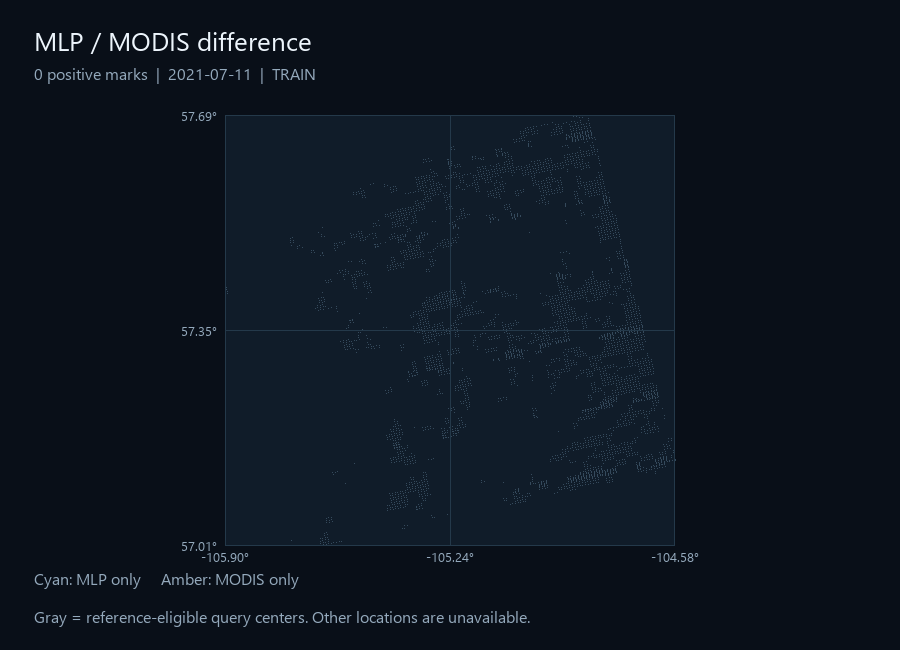 MLP / MODIS difference
0 positive marks | 2021-07-11 | TRAIN
57.69°
57.35°
57.01°
-105.90° -105.24° -104.58°
Cyan: MLP only Amber: MODIS only
Gray = reference-eligible query centers. Other locations are unavailable.